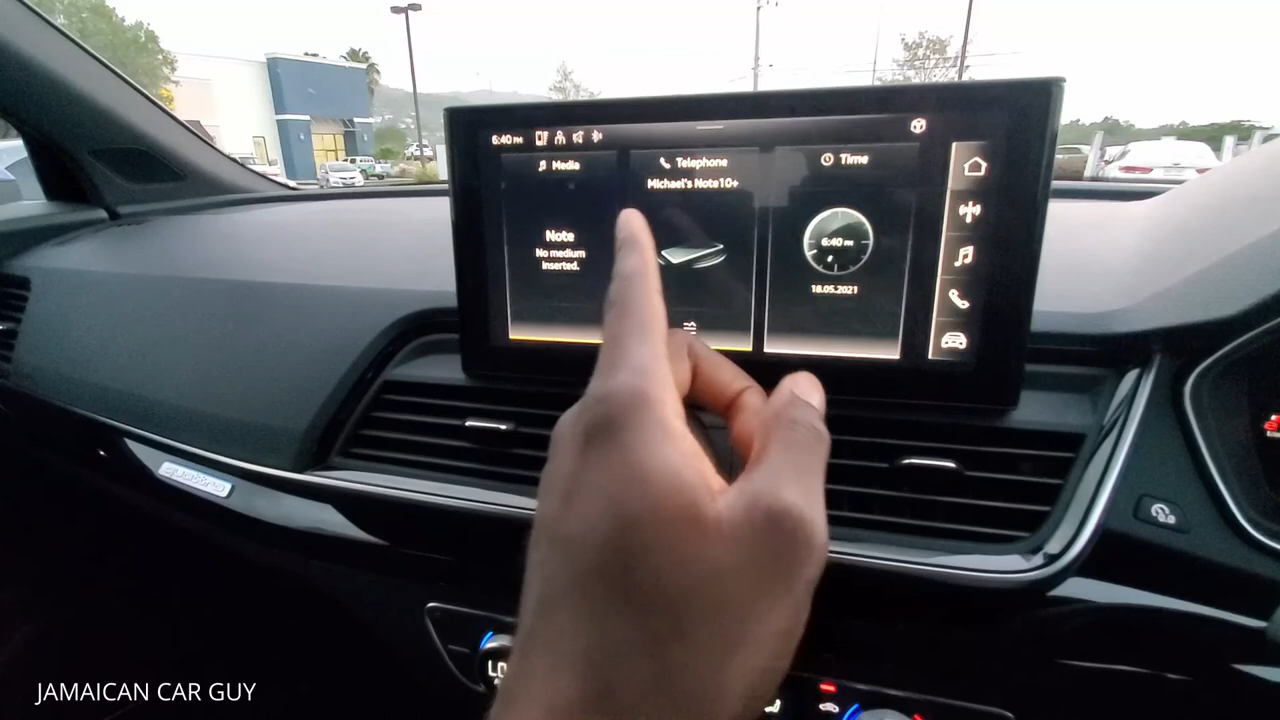 6:40 PM
Media
Telephone
Time
Michael's Note10+
Note
No medium
inserted.
6:40 PM
18.05.2021
quattro
LO
JAMAICAN CAR GUY